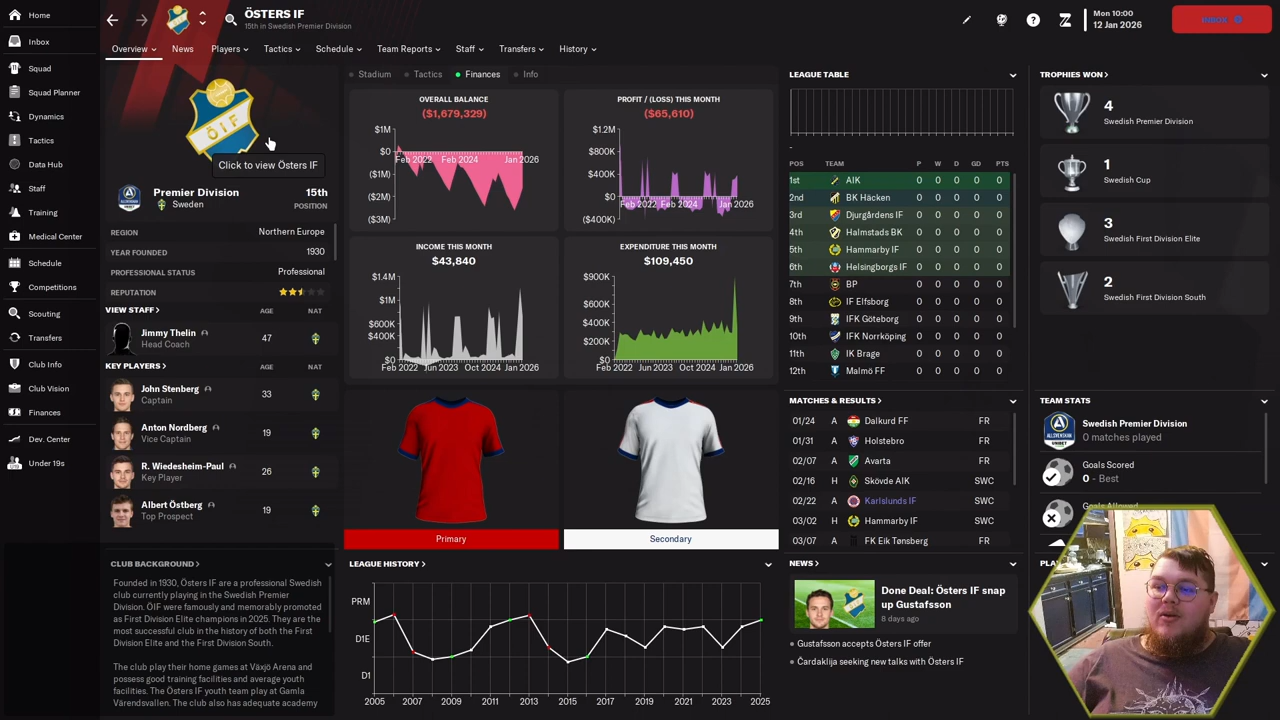 Home
Inbox
Squad
Squad Planner
Dynamics
Tactics
Data Hub
Staff
Training
Medical Center
Schedule
Competitions
Scouting
Transfers
Club Info
Club Vision
Finances
Dev. Center
Under 19s
ÖSTERS IF
15th in Swedish Premier Division
Mon 10:00
12 Jan 2026
INBOX
Overview
News
Players
Tactics
Schedule
Team Reports
Staff
Transfers
History
ÖIF
Click to view Östers IF
Premier Division 15th
Sweden POSITION
REGION Northern Europe
YEAR FOUNDED 1930
PROFESSIONAL STATUS Professional
REPUTATION
VIEW STAFF AGE NAT
Jimmy Thelin 47
Head Coach
KEY PLAYERS AGE NAT
John Stenberg 33
Captain
Anton Nordberg 19
Vice Captain
R. Wiedesheim-Paul 26
Key Player
Albert Östberg 19
Top Prospect
CLUB BACKGROUND
Founded in 1930, Östers IF are a professional Swedish
club currently playing in the Swedish Premier
Division. ÖIF were famously and memorably promoted
as First Division Elite champions in 2025. They are the
most successful club in the history of both the First
Division Elite and the First Division South.
The club play their home games at Växjö Arena and
possess good training facilities and average youth
facilities. The Östers IF youth team play at Gamla
Värendsvallen. The club also has adequate academy
Stadium
Tactics
Finances
Info
OVERALL BALANCE
($1,679,329)
$1M
$0
($1M)
($2M)
($3M)
Feb 2022 Feb 2024 Jan 2026
PROFIT / (LOSS) THIS MONTH
($65,610)
$1.2M
$800K
$400K
$0
($400K)
Feb 2022 Feb 2024 Jan 2026
INCOME THIS MONTH
$43,840
$1.4M
$1M
$600K
$400K
$0
Feb 2022 Jun 2023 Oct 2024 Jan 2026
EXPENDITURE THIS MONTH
$109,450
$900K
$600K
$400K
$200K
$0
Feb 2022 Jun 2023 Oct 2024 Jan 2026
Primary
Secondary
LEAGUE HISTORY
PRM
D1E
D1
2005 2007 2009 2011 2013 2015 2017 2019 2021 2023 2025
LEAGUE TABLE
-
POS TEAM P W D GD PTS
1st AIK 0 0 0 0 0
2nd BK Häcken 0 0 0 0 0
3rd Djurgårdens IF 0 0 0 0 0
4th Halmstads BK 0 0 0 0 0
5th Hammarby IF 0 0 0 0 0
6th Helsingborgs IF 0 0 0 0 0
7th BP 0 0 0 0 0
8th IF Elfsborg 0 0 0 0 0
9th IFK Göteborg 0 0 0 0 0
10th IFK Norrköping 0 0 0 0 0
11th IK Brage 0 0 0 0 0
12th Malmö FF 0 0 0 0 0
MATCHES & RESULTS
01/24 A Dalkurd FF FR
01/31 A Holstebro FR
02/07 A Avarta FR
02/16 H Skövde AIK SWC
02/22 A Karlslunds IF SWC
03/02 H Hammarby IF SWC
03/07 A FK Eik Tønsberg FR
NEWS
Done Deal: Östers IF snap
up Gustafsson
8 days ago
Gustafsson accepts Östers IF offer
Čardaklija seeking new talks with Östers IF
TROPHIES WON
4
Swedish Premier Division
1
Swedish Cup
3
Swedish First Division Elite
2
Swedish First Division South
TEAM STATS
Swedish Premier Division
0 matches played
Goals Scored
0 - Best